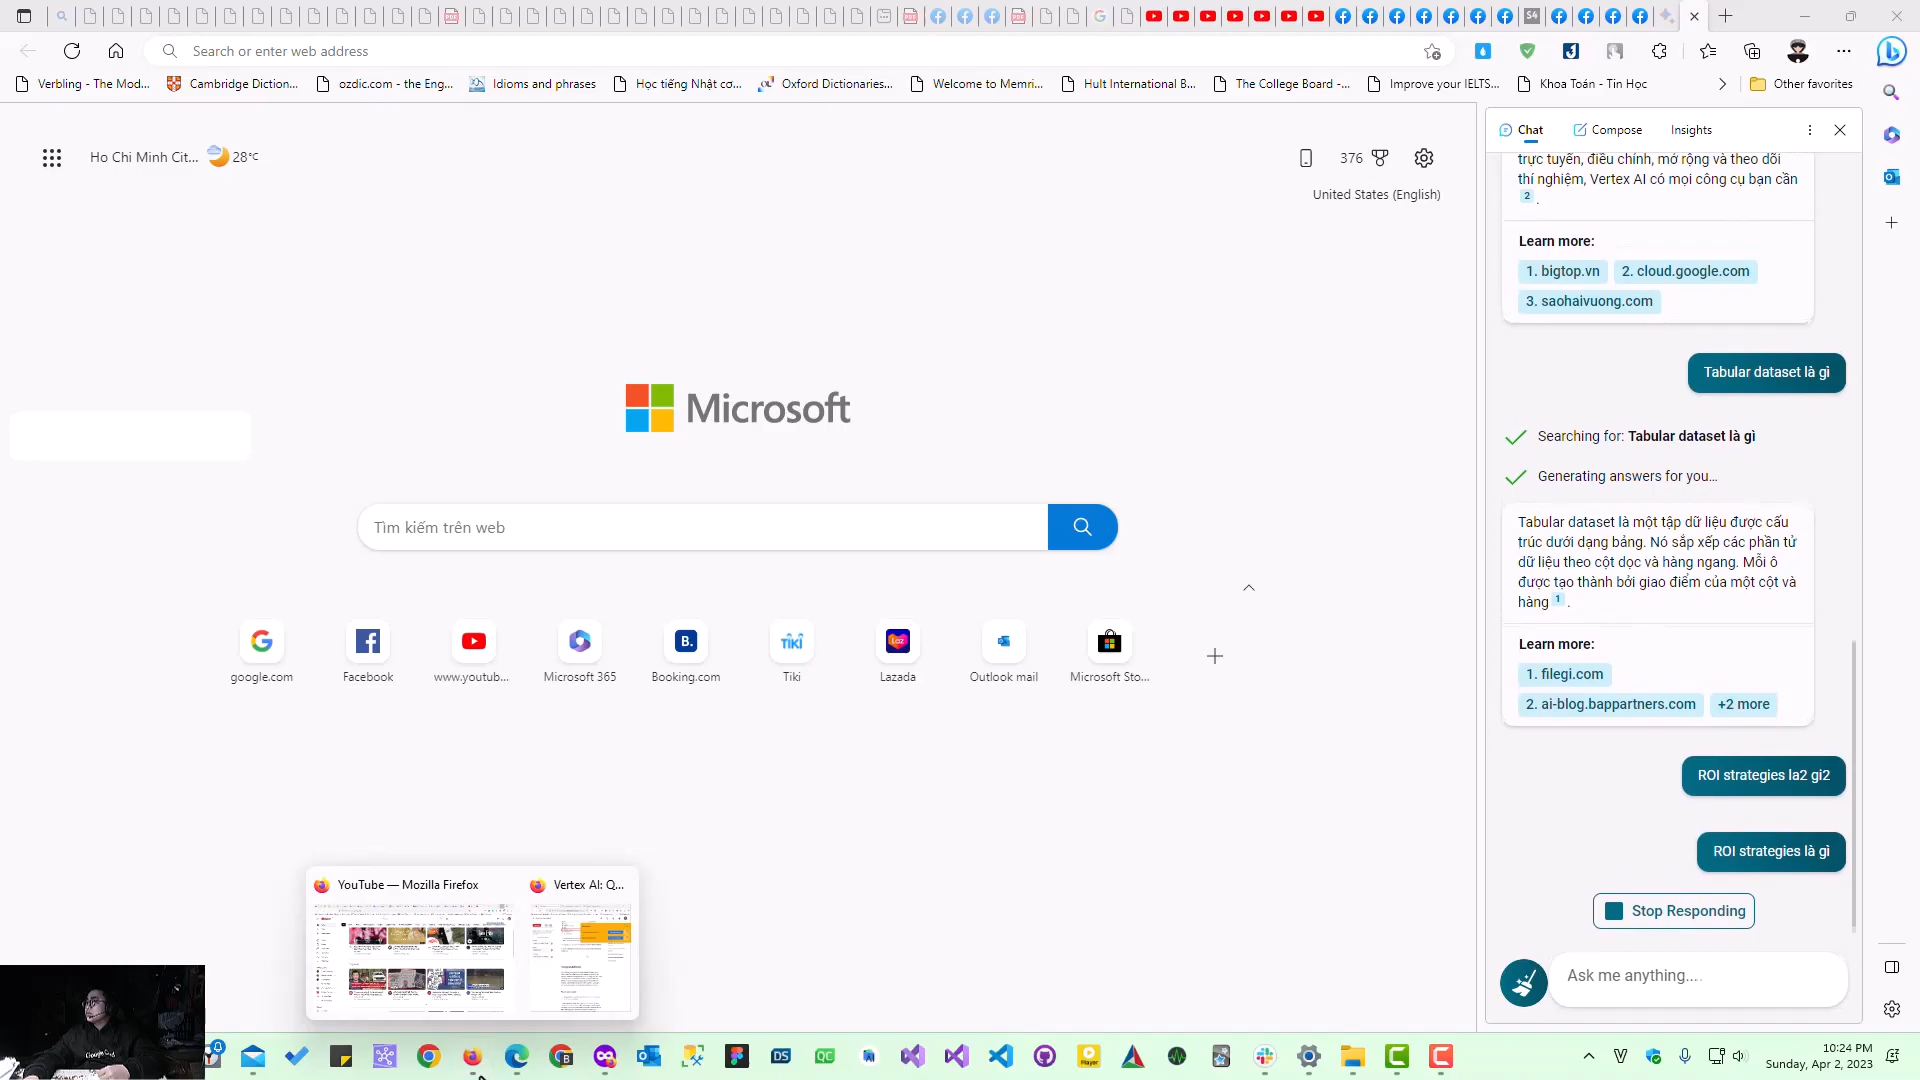 Search or enter web address
Verbling - The Mod...
Cambridge Diction...
ozdic.com - the Eng...
Idioms and phrases
Học tiếng Nhật cơ...
Oxford Dictionaries...
Welcome to Memri...
Hult International B...
The College Board -...
Improve your IELTS...
Khoa Toán - Tin Học
Other favorites
Ho Chi Minh Cit...
28°C
376
United States (English)
Microsoft
Tìm kiếm trên web
google.com
Facebook
www.youtub...
Microsoft 365
Booking.com
Tiki
Lazada
Outlook mail
Microsoft Sto...
YouTube — Mozilla Firefox
Vertex AI: Q...
Chat
Compose
Insights
trực tuyến, điều chỉnh, mở rộng và theo dõi
thí nghiệm, Vertex AI có mọi công cụ bạn cần
2 .
Learn more:
1. bigtop.vn
2. cloud.google.com
3. saohaivuong.com
Tabular dataset là gì
Searching for: Tabular dataset là gì
Generating answers for you...
Tabular dataset là một tập dữ liệu được cấu
trúc dưới dạng bảng. Nó sắp xếp các phần tử
dữ liệu theo cột dọc và hàng ngang. Mỗi ô
được tạo thành bởi giao điểm của một cột và
hàng 1 .
Learn more:
1. filegi.com
2. ai-blog.bappartners.com
+2 more
ROI strategies la2 gi2
ROI strategies là gì
Stop Responding
Ask me anything....
10:24 PM
Sunday, Apr 2, 2023